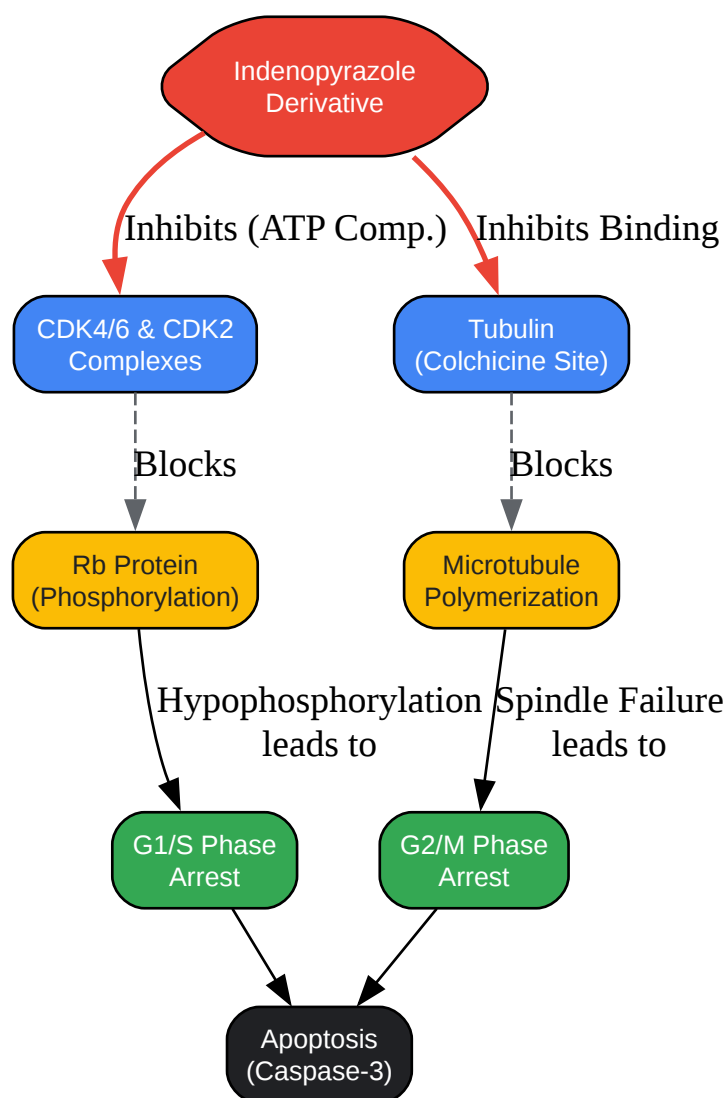 Indenopyrazole
Derivative
Inhibits (ATP Comp.)
Inhibits Binding
CDK4/6 & CDK2
Complexes
Tubulin
(Colchicine Site)
Blocks
Blocks
Rb Protein
(Phosphorylation)
Microtubule
Polymerization
Hypophosphorylation
leads to
Spindle Failure
leads to
G1/S Phase
Arrest
G2/M Phase
Arrest
Apoptosis
(Caspase-3)